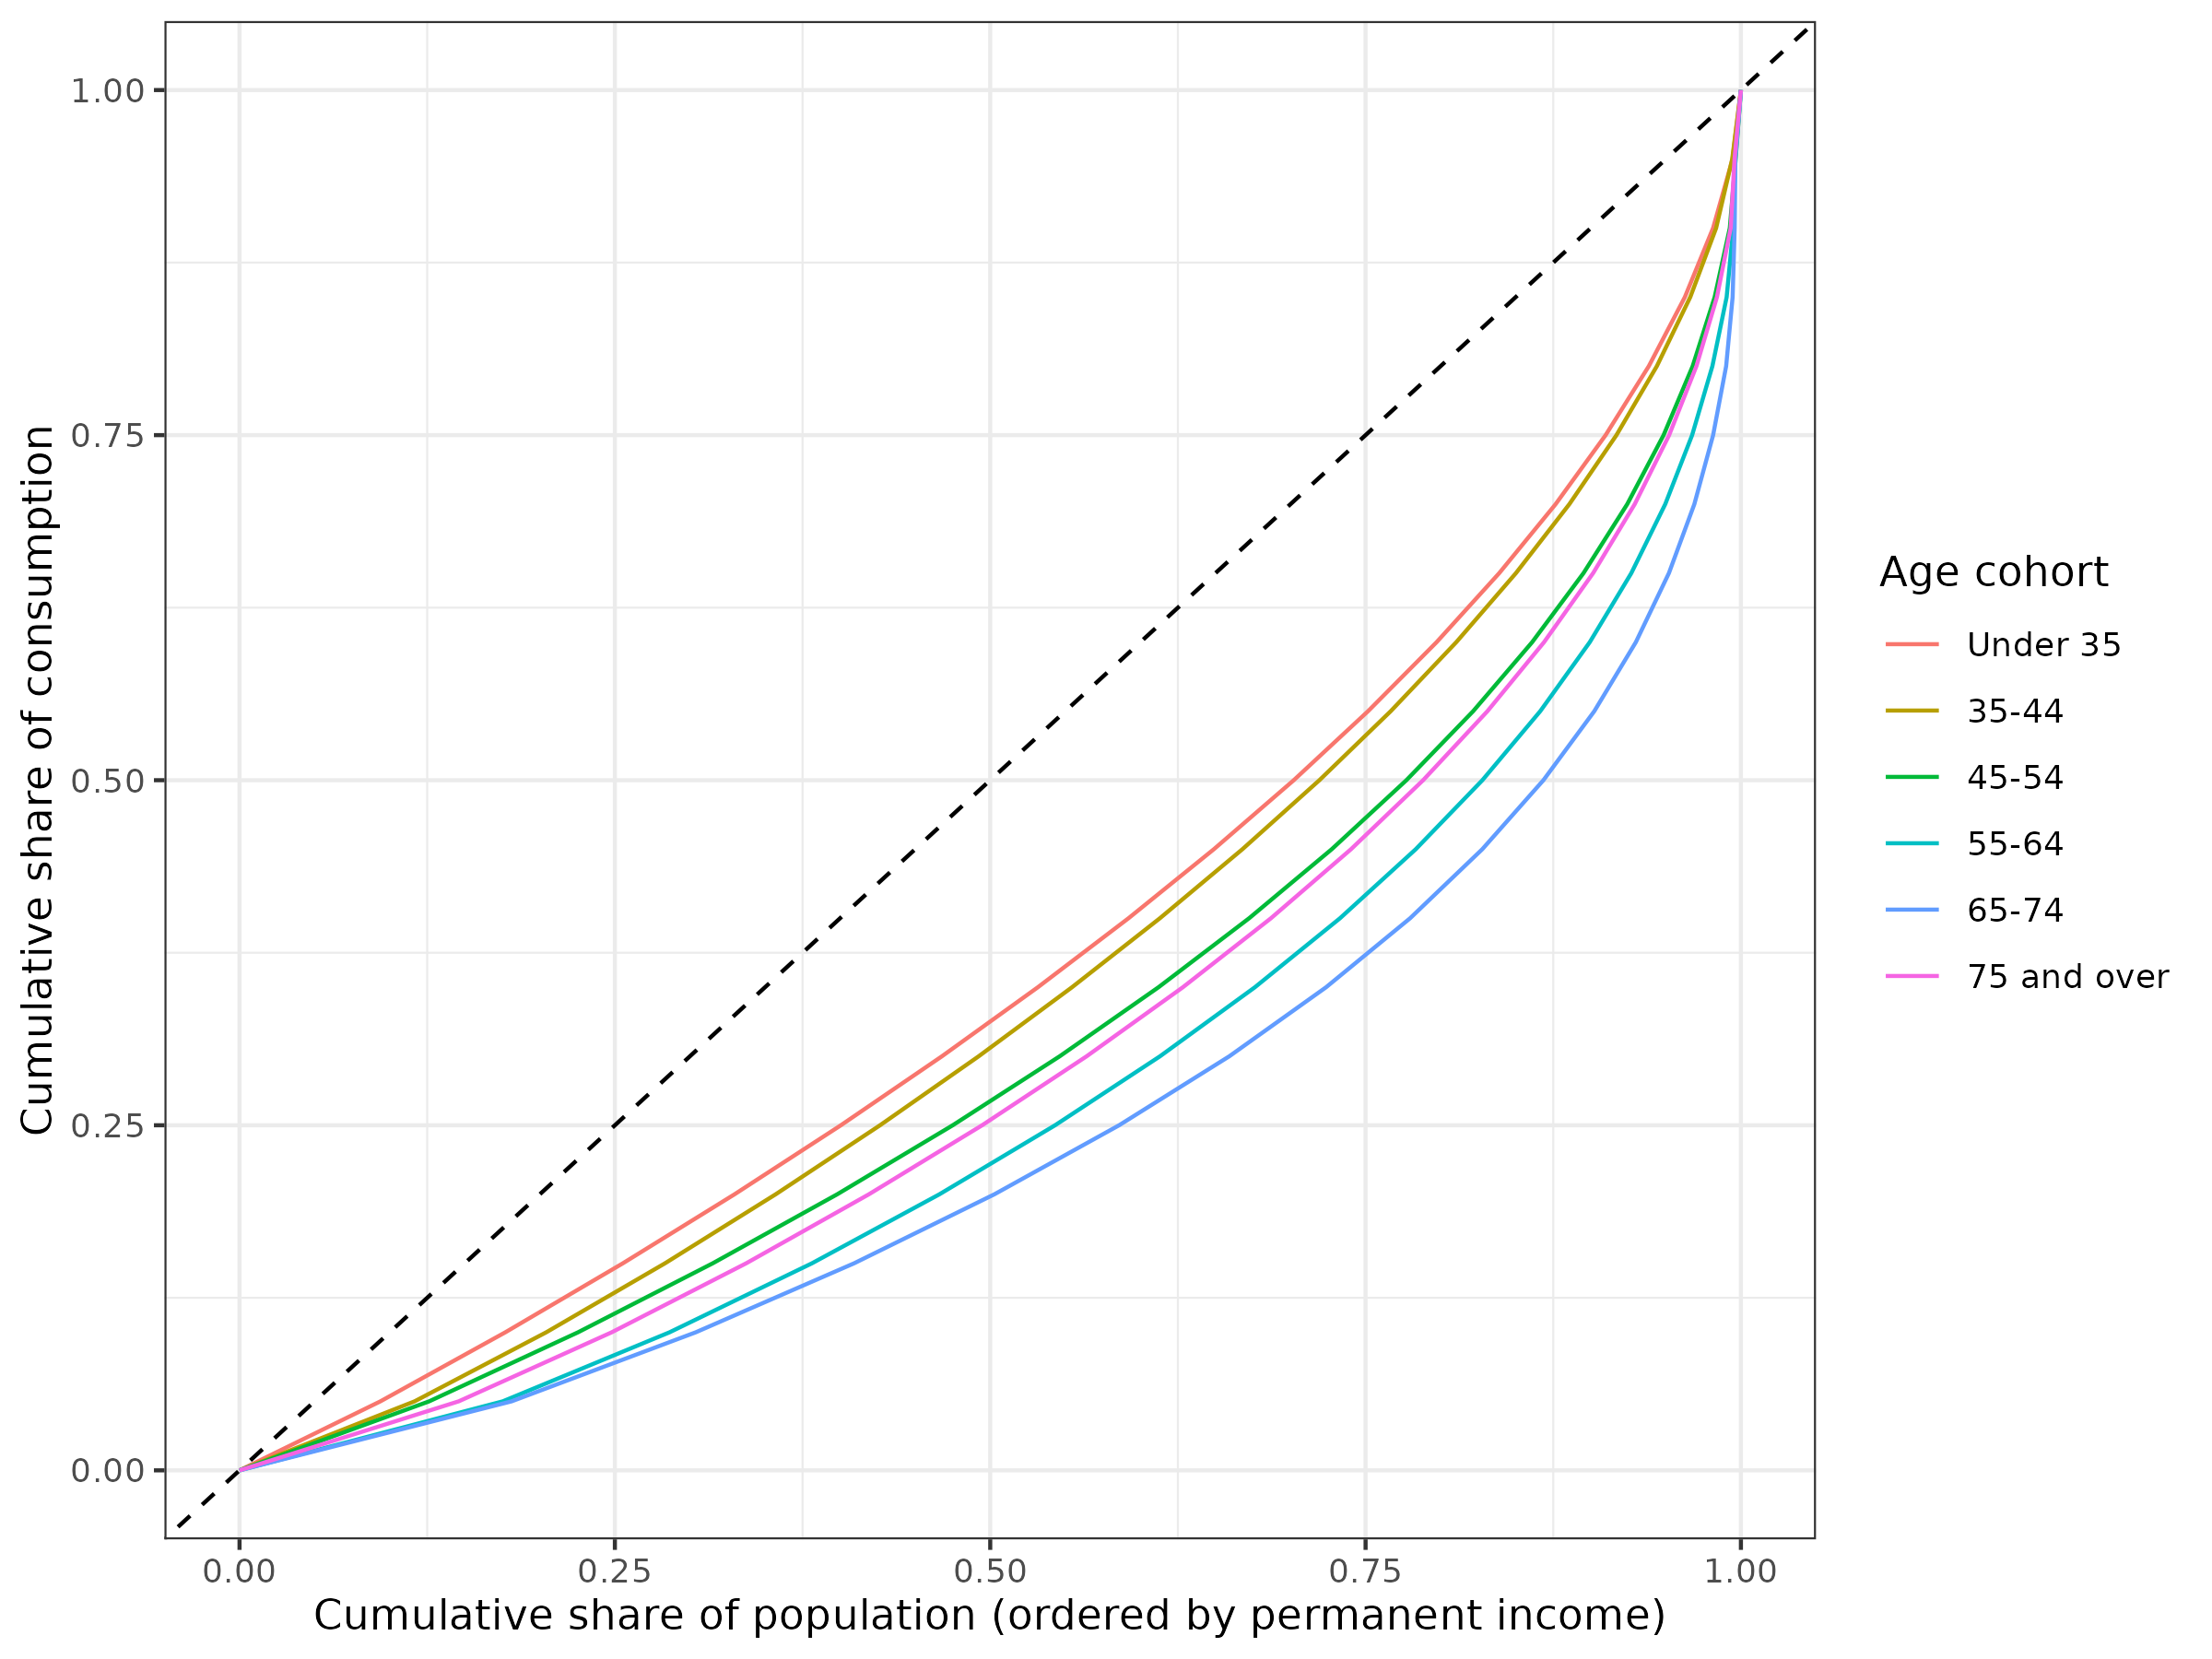 Cumulative share of consumption
1.00
0.75
0.50
0.25
0.00
0.00 0.25 0.50 0.75 1.00
Cumulative share of population (ordered by permanent income)
Age cohort
Under 35
35-44
45-54
55-64
65-74
75 and over